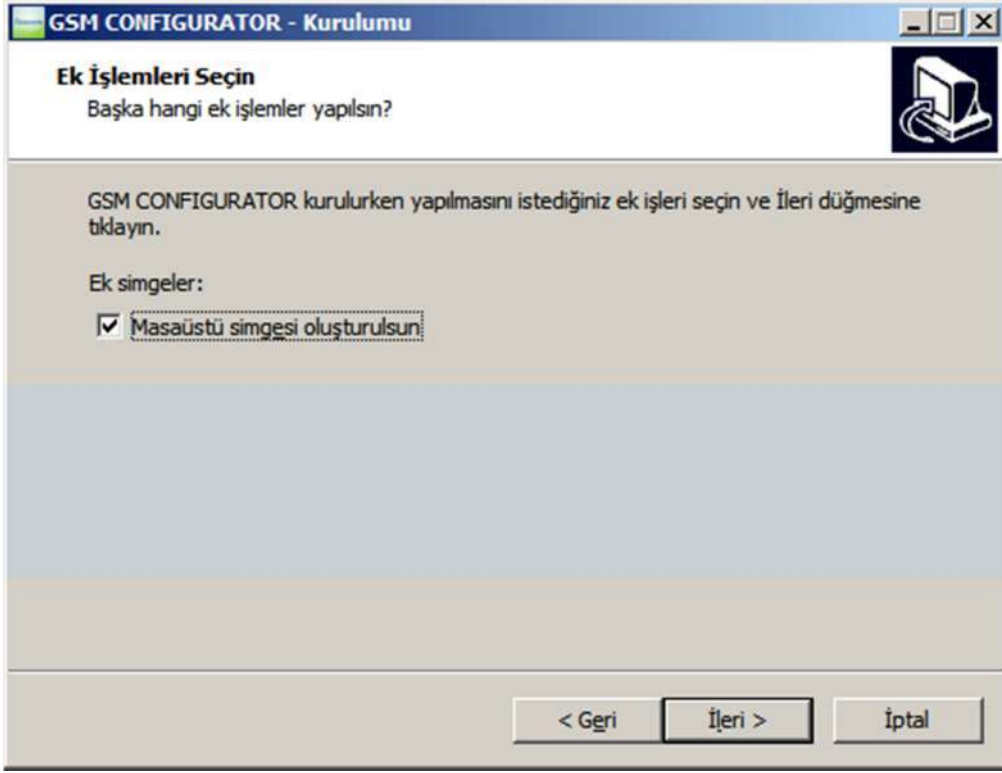 GSM CONFIGURATOR - Kurulumu
Ek İşlemleri Seçin
Başka hangi ek işlemler yapılsın?
GSM CONFIGURATOR kurulurken yapılmasını istediğiniz ek işleri seçin ve İleri düğmesine
tıklayın.
Ek simgeler:
Masaüstü simgesi oluşturulsun
< Geri
İleri >
İptal